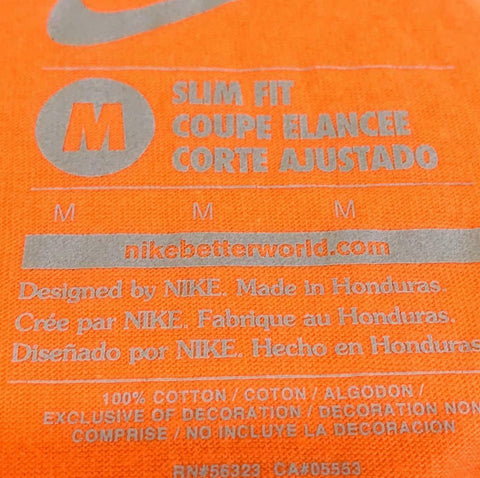 M
SLIM FIT
COUPE ELANCEE
CORTE AJUSTADO
M M M
nikebetterworld.com
Designed by NIKE. Made in Honduras.
Crée par NIKE. Fabrique au Honduras.
Diseñado por NIKE. Hecho en Honduras
100% COTTON / COTON / ALGODON /
EXCLUSIVE OF DECORATION / DECORATION NON
COMPRISE / NO INCLUYE LA DECORACION
RN#56323 CA#05553